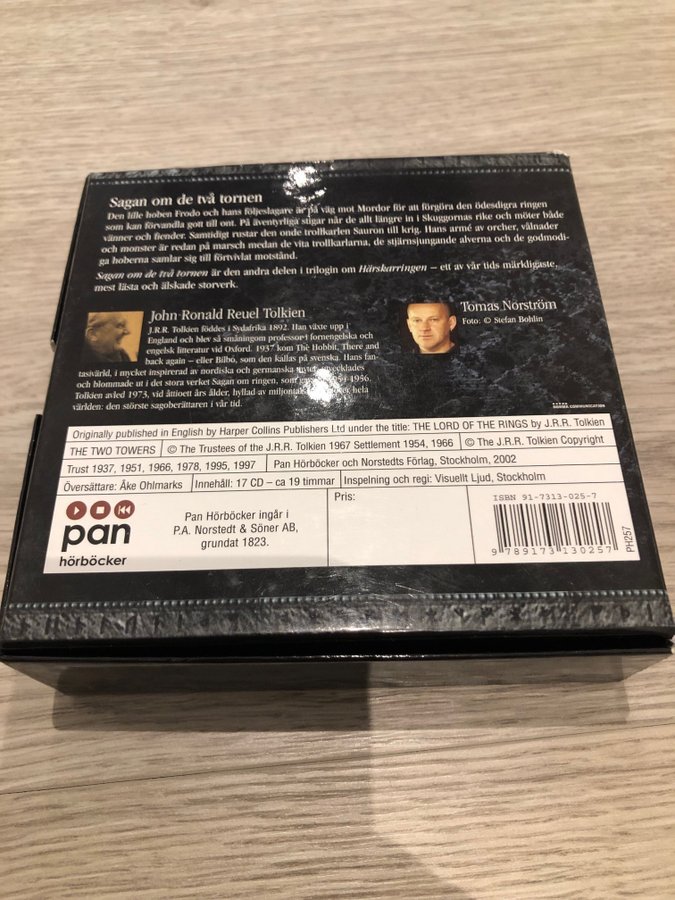 Sagan om de två tornen
Den lille hoben Frodo och hans följeslagare är på väg mot Mordor för att förgöra den ödesdigra ringen
som kan förvandla gott till ont. På äventyrliga stigar når de allt längre in i Skuggornas rike och möter både
vänner och fiender. Samtidigt rustar den onde trollkarlen Sauron till krig. Hans armé av orcher, vålnader
och monster är redan på marsch medan de vita trollkarlarna, de stjärnsjungande alverna och de godmodi-
ga hoberna samlar sig till förtvivlat motstånd.
Sagan om de två tornen är den andra delen i trilogin om Härskarringen – ett av vår tids märkligaste,
mest lästa och älskade storverk.
John Ronald Reuel Tolkien
J.R.R. Tolkien föddes i Sydafrika 1892. Han växte upp i
England och blev så småningom professor i fornengelska och
engelsk litteratur vid Oxford. 1937 kom The Hobbit, There and
back again – eller Bilbo, som den kallas på svenska. Hans fan-
tasivärld, i mycket inspirerad av nordiska och germanska myter, utvecklades
och blommade ut i det stora verket Sagan om ringen, som 1956.
Tolkien avled 1973, vid åttioett års ålder, hyllad av hela
världen: den störste sagoberättaren i vår tid.
Tomas Norström
Foto: © Stefan Bohlin
NORMA COMMUNICATION
Originally published in English by Harper Collins Publishers Ltd under the title: THE LORD OF THE RINGS by J.R.R. Tolkien
THE TWO TOWERS © The Trustees of the J.R.R. Tolkien 1967 Settlement 1954, 1966 © The J.R.R. Tolkien Copyright
Trust 1937, 1951, 1966, 1978, 1995, 1997 Pan Hörböcker och Norstedts Förlag, Stockholm, 2002
Översättare: Åke Ohlmarks Innehåll: 17 CD – ca 19 timmar Inspelning och regi: Visuellt Ljud, Stockholm
pan
hörböcker
Pan Hörböcker ingår i
P.A. Norstedt & Söner AB,
grundat 1823.
Pris:
ISBN 91-7313-025-7
9 789173 130257
PH257